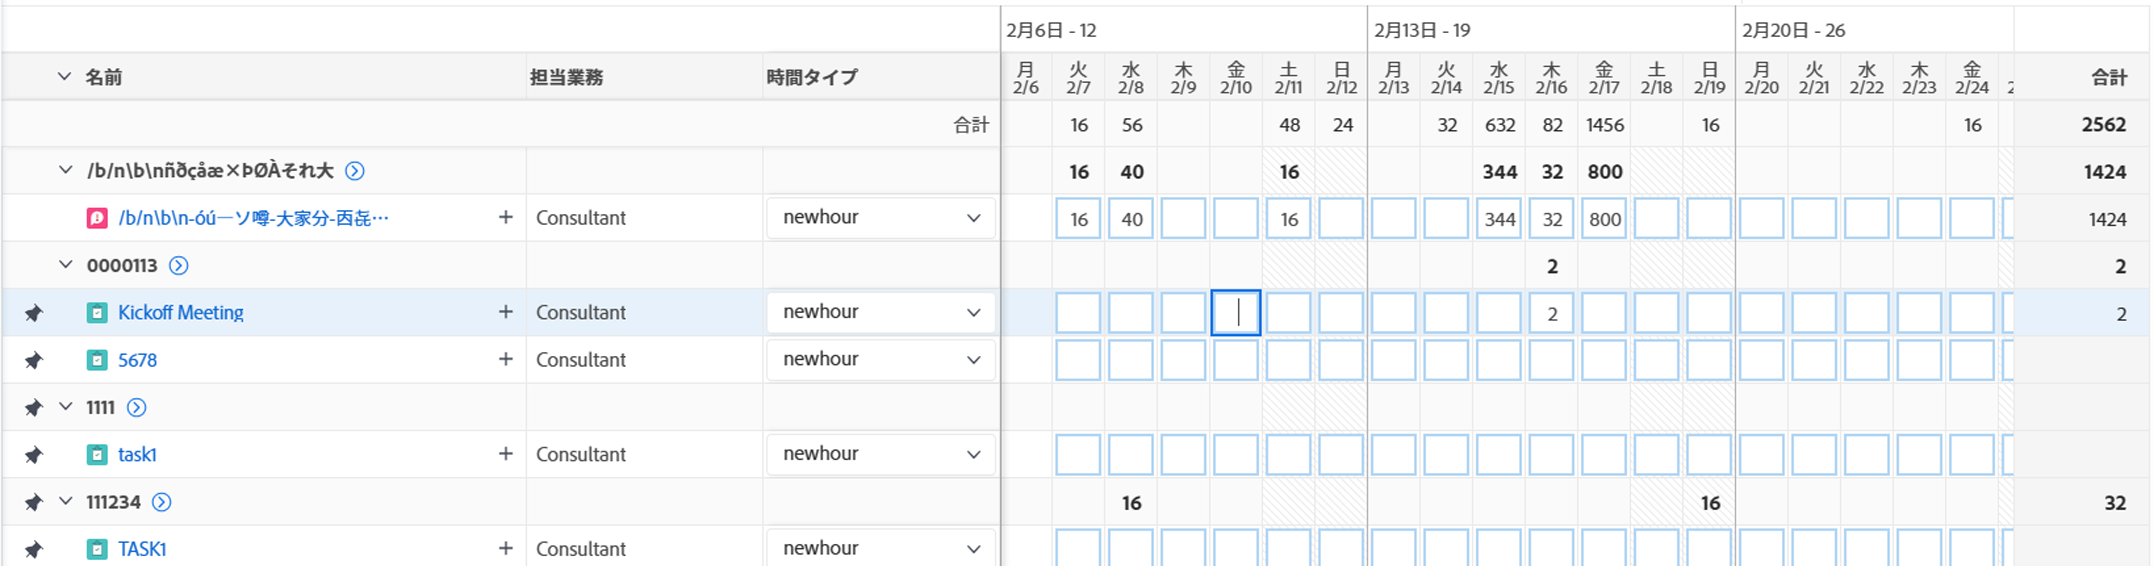 2月6日 - 12 2月13日 - 19 2月20日 - 26
名前 担当業務 時間タイプ 月 火 水 木 金 土 日 月 火 水 木 金 土 日 月 火 水 木 金 合計
2/6 2/7 2/8 2/9 2/10 2/11 2/12 2/13 2/14 2/15 2/16 2/17 2/18 2/19 2/20 2/21 2/22 2/23 2/24
合計 16 56 48 24 32 632 82 1456 16 16 2562
/b/n\b\nñðçåæ×ÞØÀそれ大 16 40 16 344 32 800 1424
/b/n\b\n-óú―ソ噂-大家分- Consultant newhour 16 40 16 344 32 800 1424
0000113 2 2
Kickoff Meeting + Consultant newhour 2 2
5678 + Consultant newhour
1111
task1 + Consultant newhour
111234 16 16 32
TASK1 + Consultant newhour